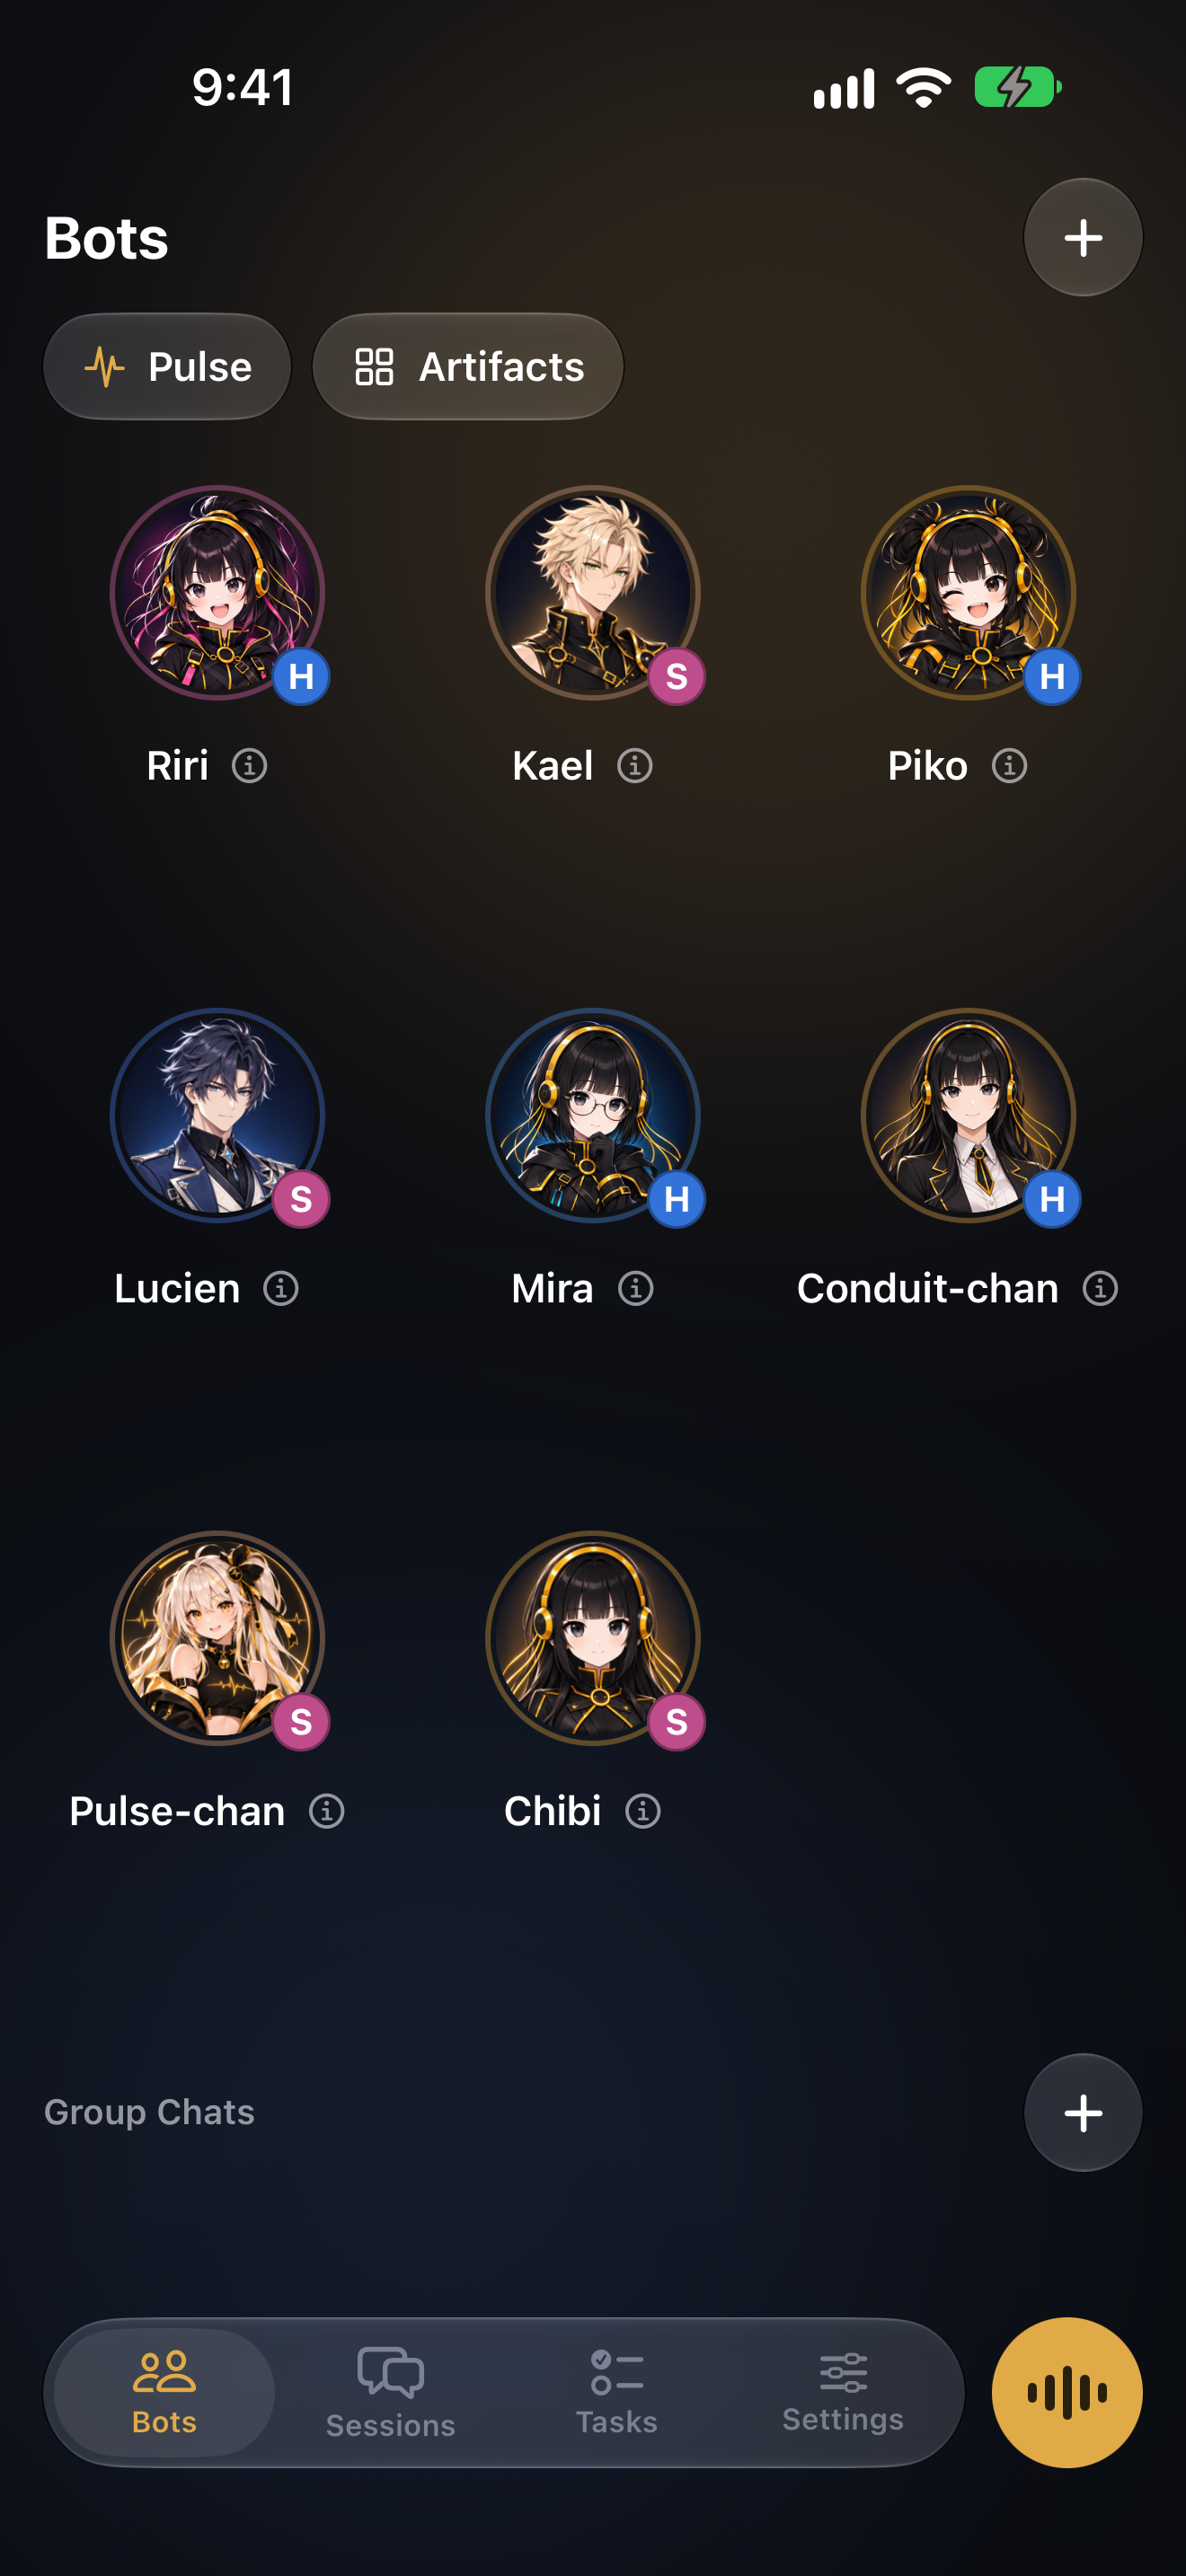 9:41
Bots
Pulse
Artifacts
H
S
H
Riri
Kael
Piko
S
H
H
Lucien
Mira
Conduit-chan
S
S
Pulse-chan
Chibi
Group Chats
Bots
Sessions
Tasks
Settings